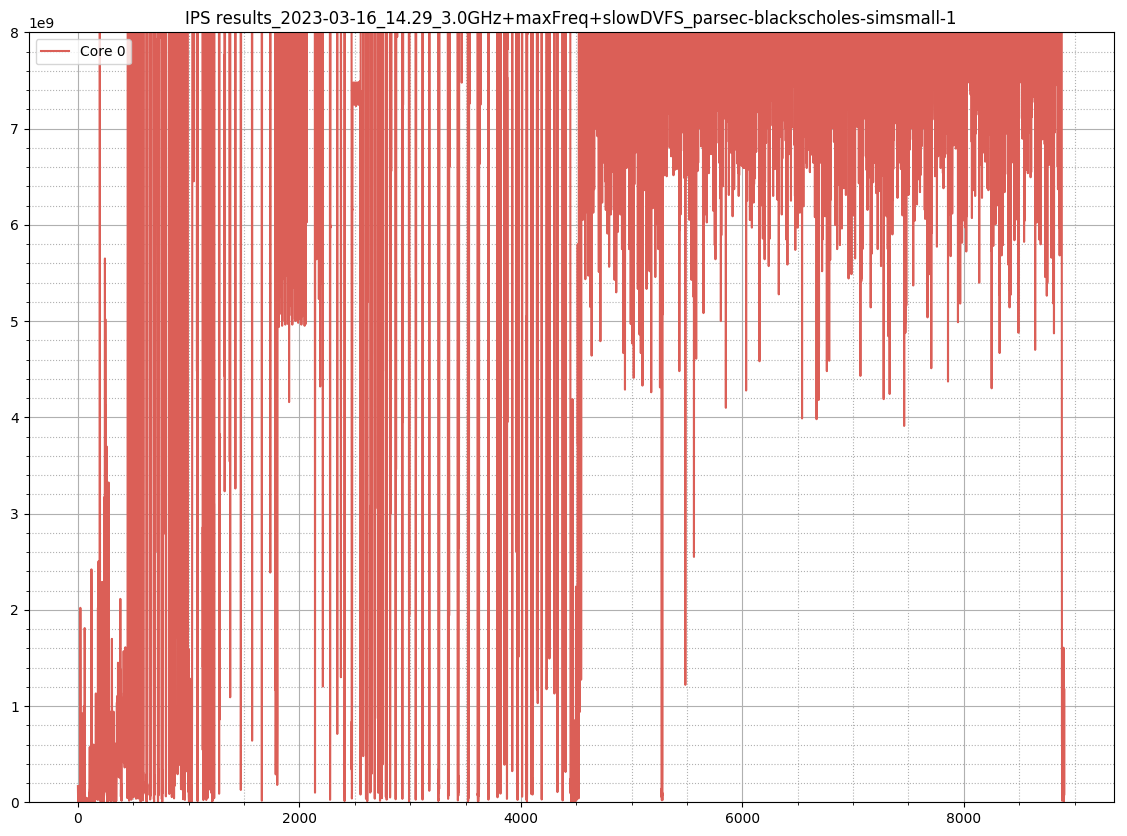 IPS results_2023-03-16_14.29_3.0GHz+maxFreq+slowDVFS_parsec-blackscholes-simsmall-1
1e9
Core 0
8
7
6
5
4
3
2
1
0
0 2000 4000 6000 8000